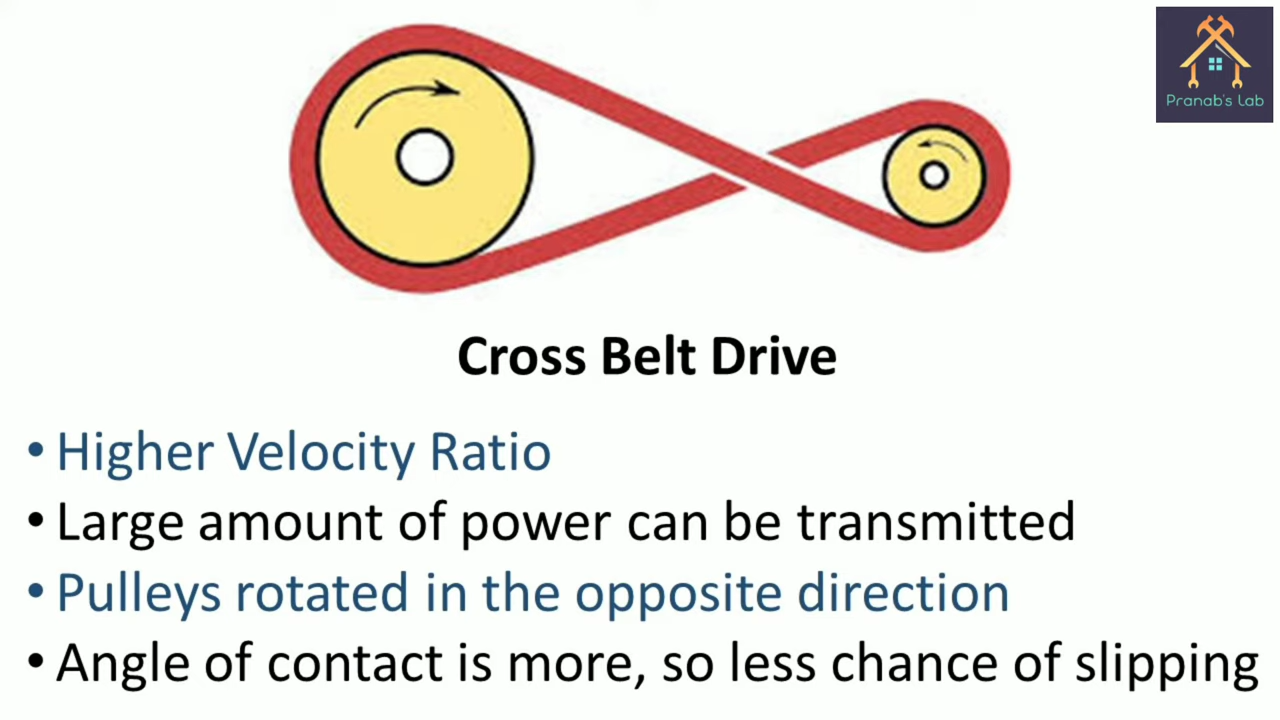 Pranab's Lab
Cross Belt Drive
• Higher Velocity Ratio
• Large amount of power can be transmitted
• Pulleys rotated in the opposite direction
• Angle of contact is more, so less chance of slipping